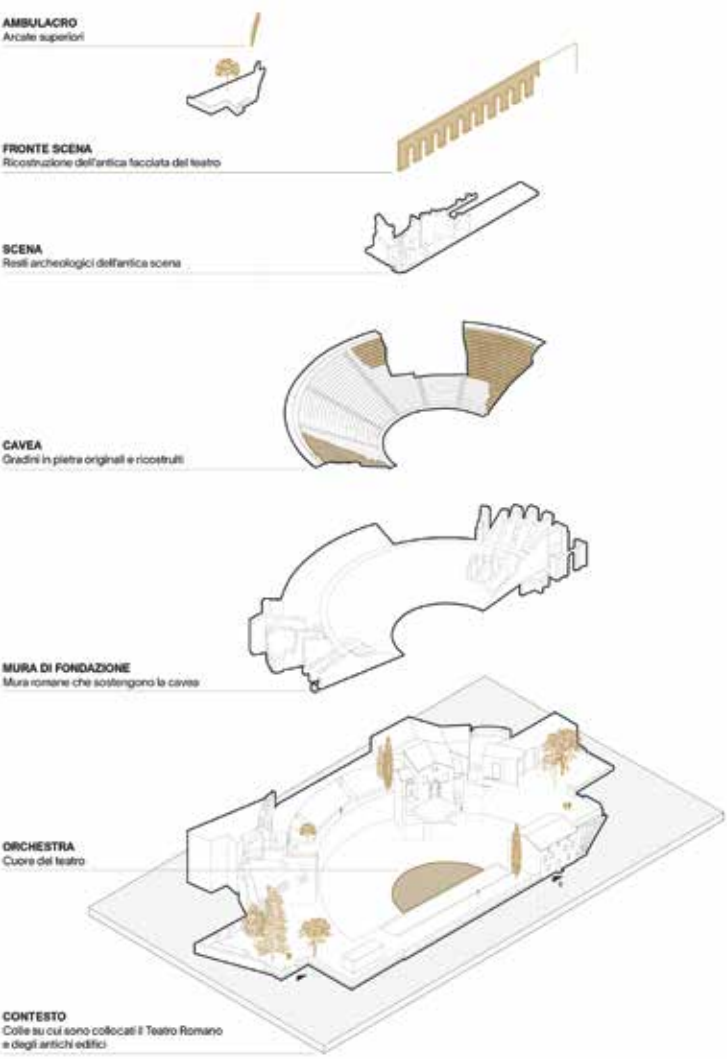 AMBULACRO
Arcate superiori
FRONTE SCENA
Ricostruzione dell'antica facciata del teatro
SCENA
Resti archeologici dell'antica scena
CAVEA
Gradini in pietra originali e ricostruiti
MURA DI FONDAZIONE
Mura romane che sostengono la cavea
ORCHESTRA
Cuore del teatro
CONTESTO
Colle su cui sono collocati il Teatro Romano
e degli antichi edifici